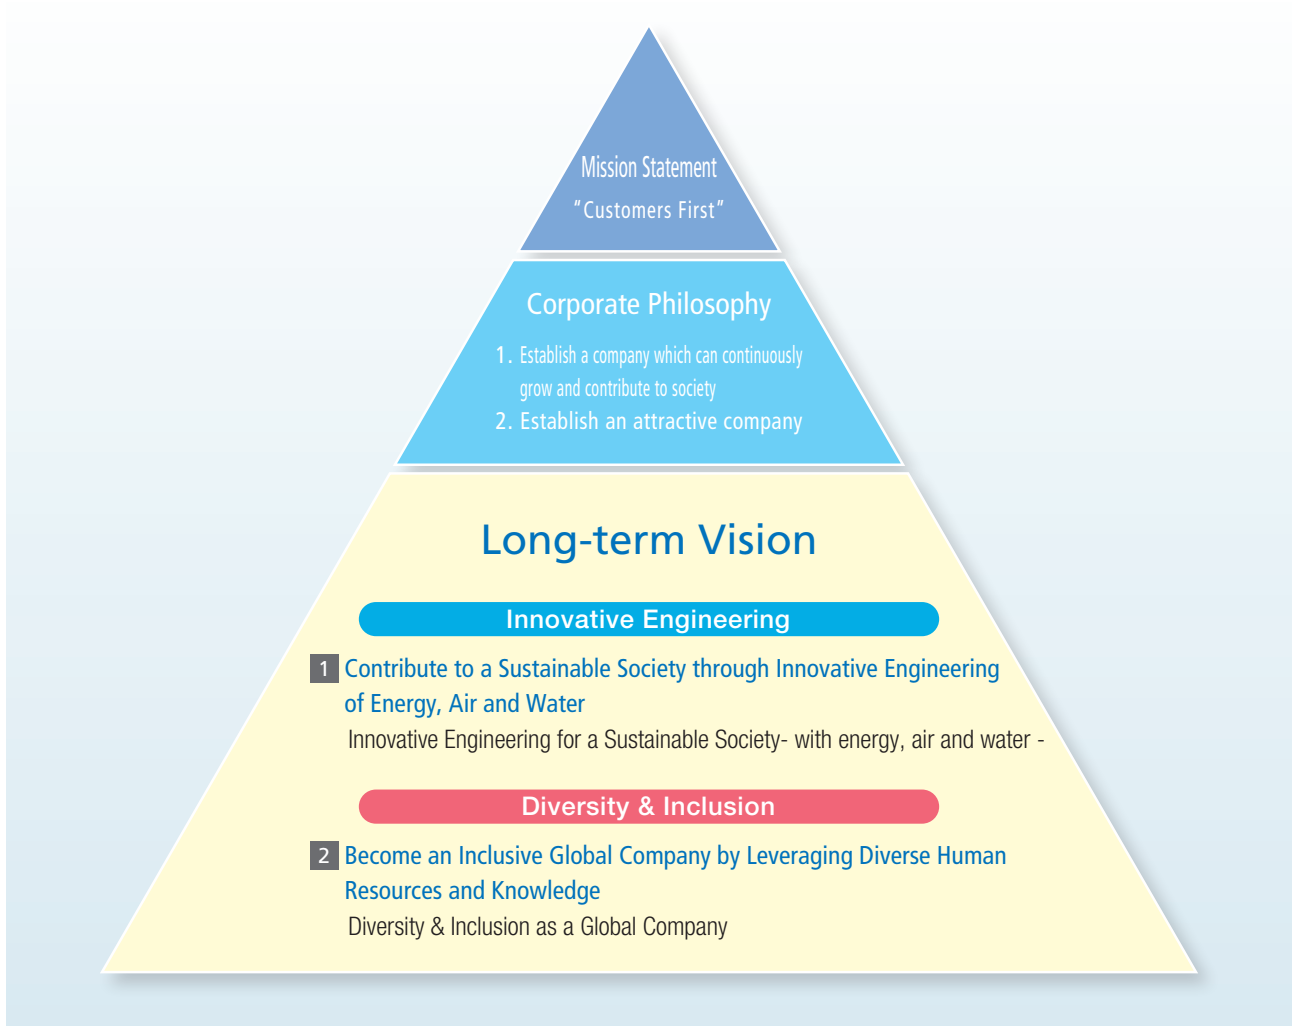 Mission Statement
“Customers First”
Corporate Philosophy
1. Establish a company which can continuously
grow and contribute to society
2. Establish an attractive company
Long-term Vision
Innovative Engineering
1 Contribute to a Sustainable Society through Innovative Engineering
of Energy, Air and Water
Innovative Engineering for a Sustainable Society- with energy, air and water -
Diversity & Inclusion
2 Become an Inclusive Global Company by Leveraging Diverse Human
Resources and Knowledge
Diversity & Inclusion as a Global Company